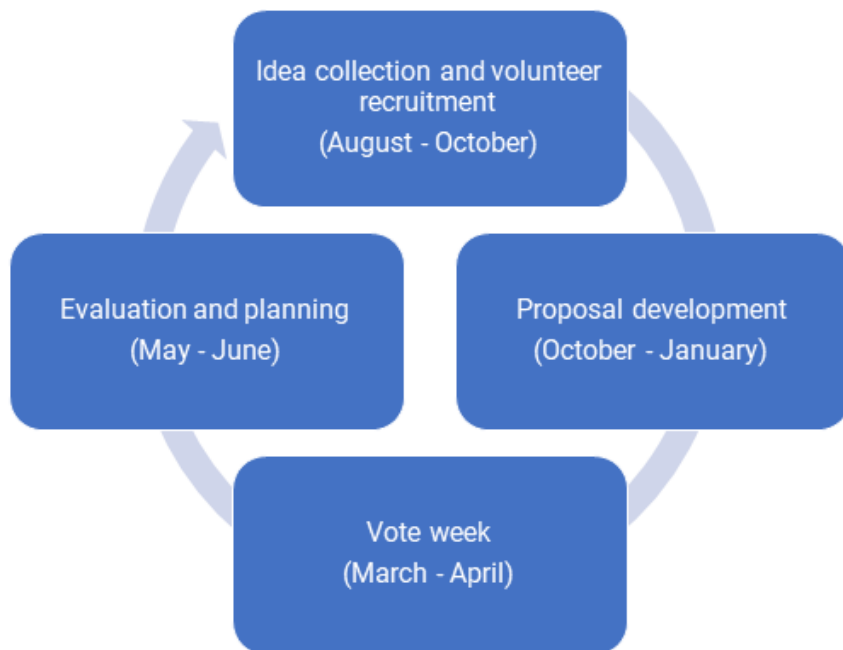 Idea collection and volunteer
recruitment
(August - October)
Proposal development
(October - January)
Vote week
(March - April)
Evaluation and planning
(May - June)